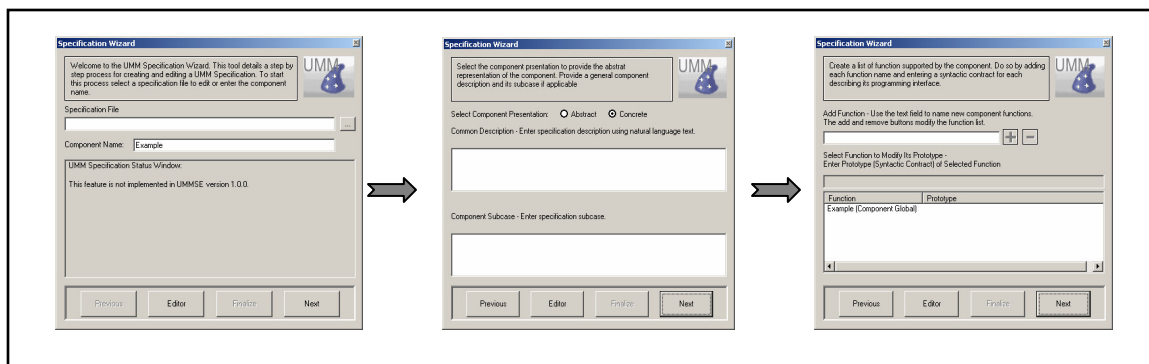 Specification Wizard
Welcome to the UMM Specification Wizard. This tool details a step by
step process for creating and editing a UMM Specification. To start
this process select a specification file to edit or enter the component
name.
UMM
Specification File
...
Component Name: Example
UMM Specification Status Window:
This feature is not implemented in UMMSE version 1.0.0.
Previous Editor Finalize Next
Specification Wizard
Select the component prsentation to provide the abstrat
representation of the component. Provide a general component
description and its subcase if applicable
UMM
Select Component Presentation: Abstract Concrete
Common Description - Enter specification description using natural language text.
Component Subcase - Enter specification subcase.
Previous Editor Finalize Next
Specification Wizard
Create a list of function supported by the component. Do so by adding
each function name and entering a syntactic contract for each
describing its programming interface.
UMM
Add Function - Use the text field to name new component functions.
The add and remove buttons modify the function list.
Select Function to Modify Its Prototype -
Enter Prototype (Syntactic Contract) of Selected Function
Function Prototype
Example (Component Global)
Previous Editor Finalize Next